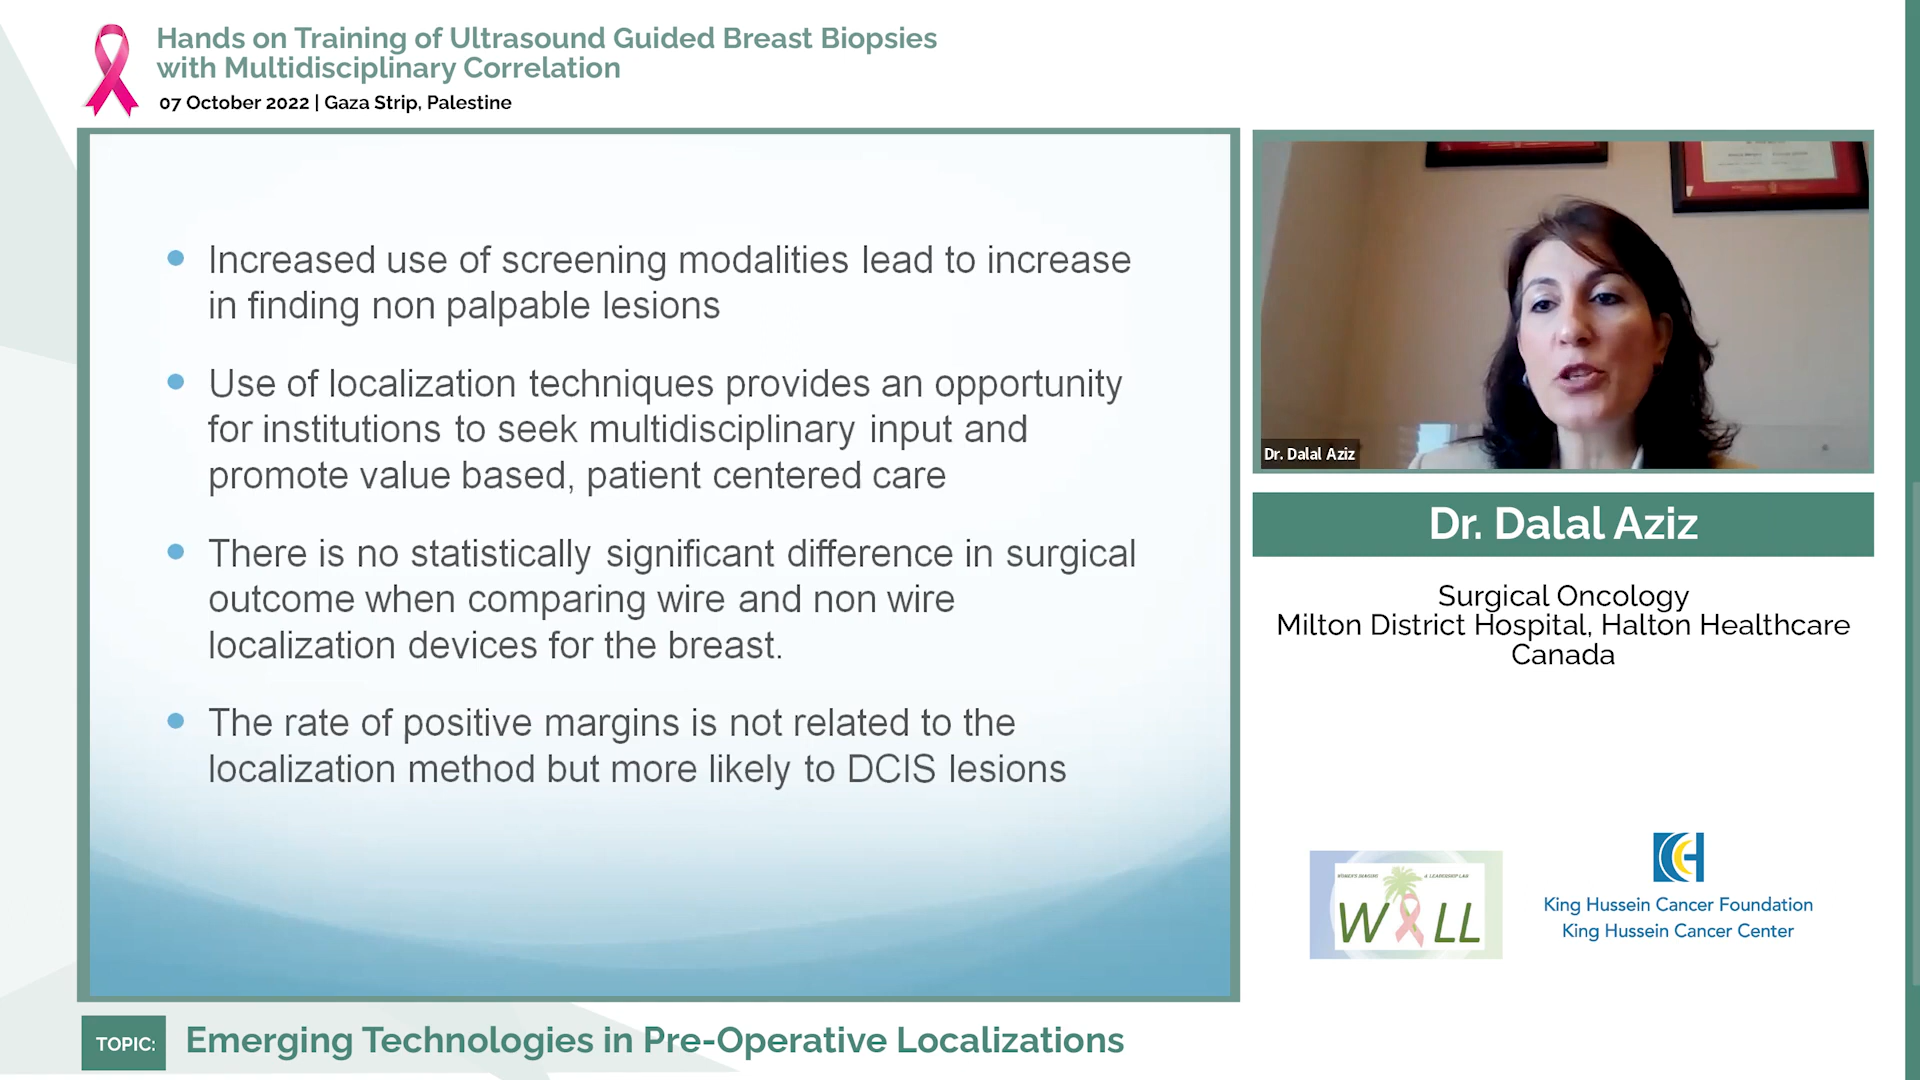 Hands on Training of Ultrasound Guided Breast Biopsies
with Multidisciplinary Correlation
07 October 2022 | Gaza Strip, Palestine
• Increased use of screening modalities lead to increase
in finding non palpable lesions
• Use of localization techniques provides an opportunity
for institutions to seek multidisciplinary input and
promote value based, patient centered care
• There is no statistically significant difference in surgical
outcome when comparing wire and non wire
localization devices for the breast.
• The rate of positive margins is not related to the
localization method but more likely to DCIS lesions
Dr. Dalal Aziz
Dr. Dalal Aziz
Surgical Oncology
Milton District Hospital, Halton Healthcare
Canada
WOMEN'S IMAGING & LEADERSHIP LAB
W LL
King Hussein Cancer Foundation
King Hussein Cancer Center
TOPIC: Emerging Technologies in Pre-Operative Localizations